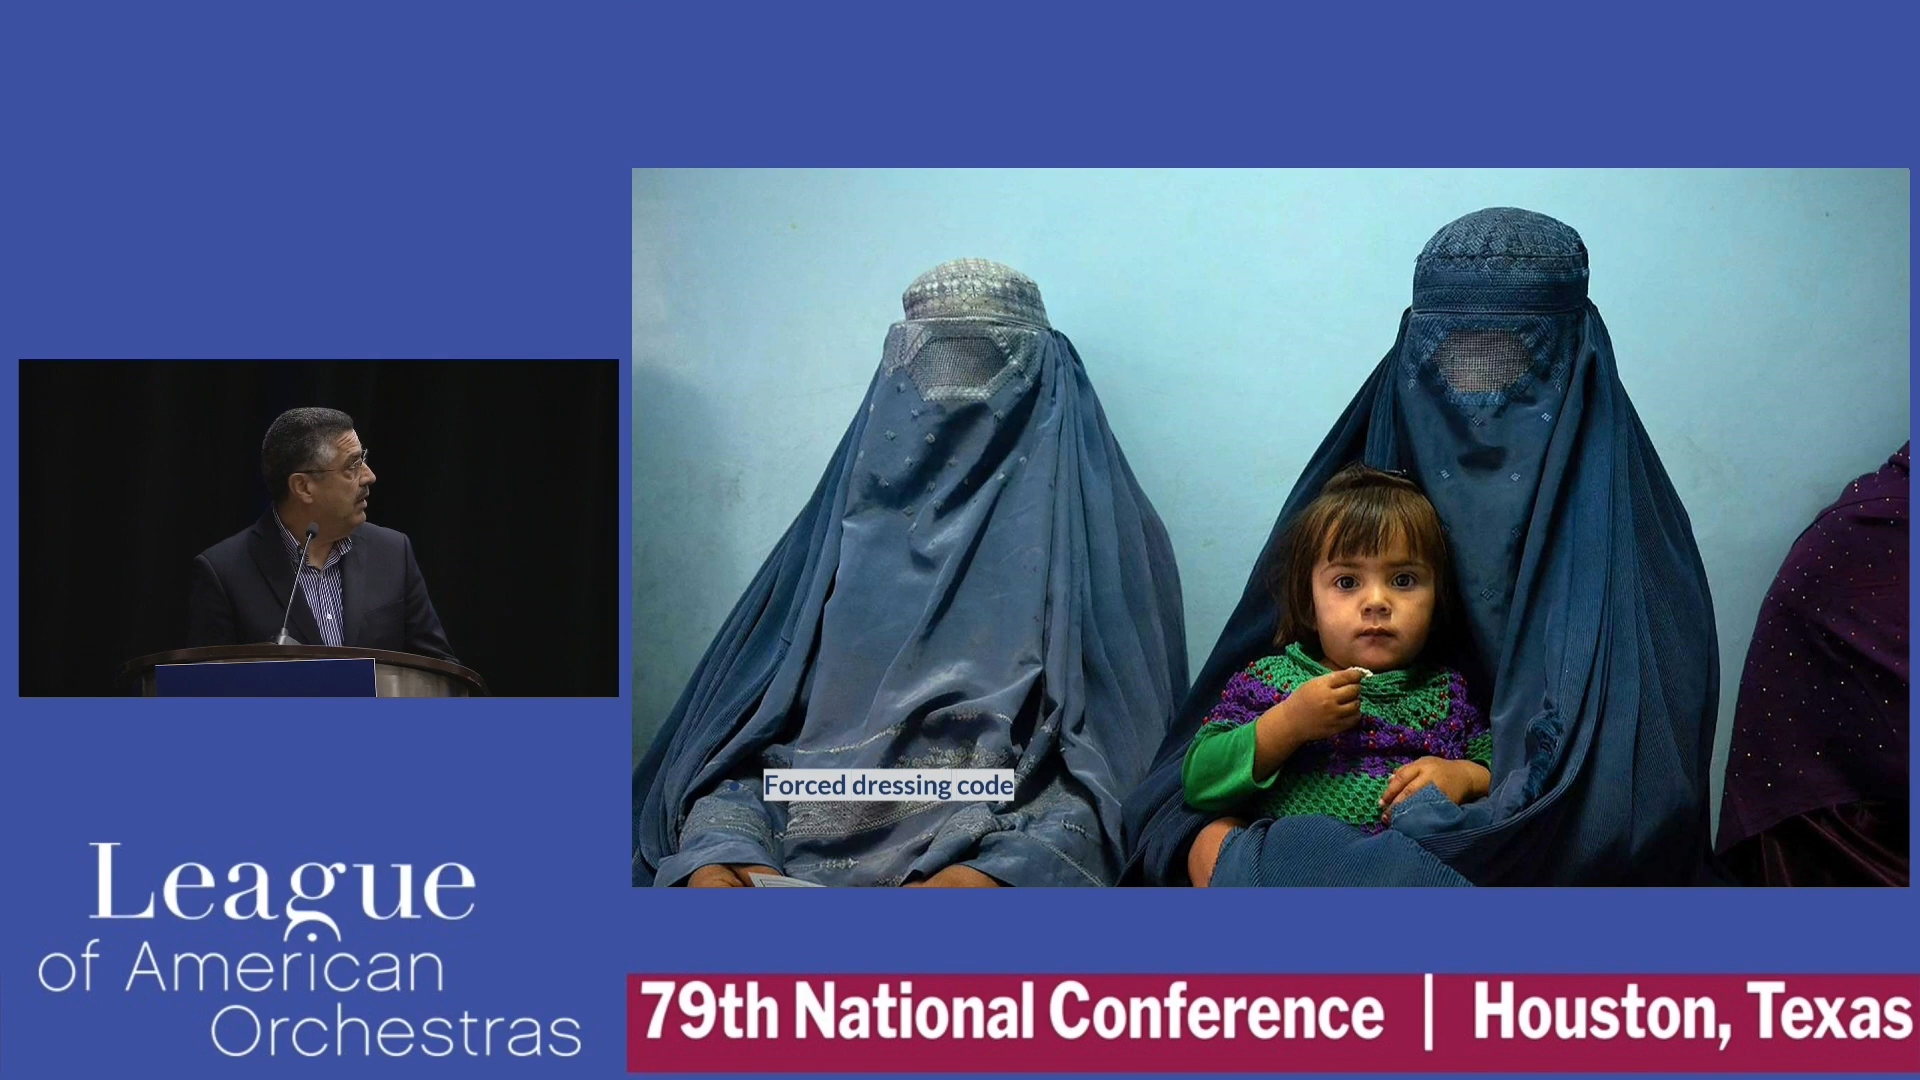 Forced dressing code
League
of American
Orchestras
79th National Conference | Houston, Texas